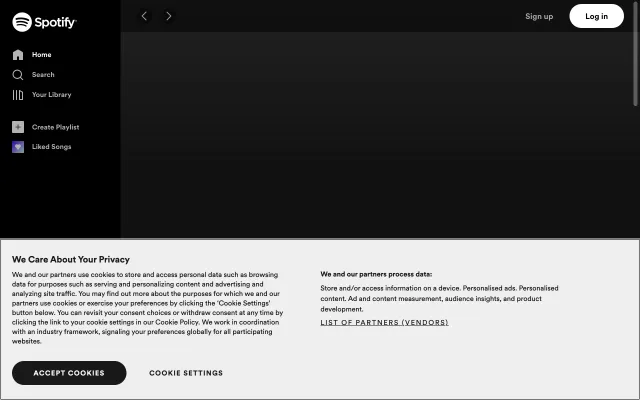 Spotify
Sign up
Log in
Home
Search
Your Library
Create Playlist
Liked Songs
We Care About Your Privacy
We and our partners use cookies to store and access personal data such as browsing
data for purposes such as serving and personalizing content and advertising and
analyzing site traffic. You may find out more about the purposes for which we and our
partners use cookies or exercise your preferences by clicking the 'Cookie Settings'
button below. You can revisit your consent choices or withdraw consent at any time by
clicking the link to your cookie settings in our Cookie Policy. We work in coordination
with an industry framework, signaling your preferences globally for all participating
websites.
We and our partners process data:
Store and/or access information on a device. Personalised ads. Personalised
content. Ad and content measurement, audience insights, and product
development.
LIST OF PARTNERS (VENDORS)
ACCEPT COOKIES
COOKIE SETTINGS